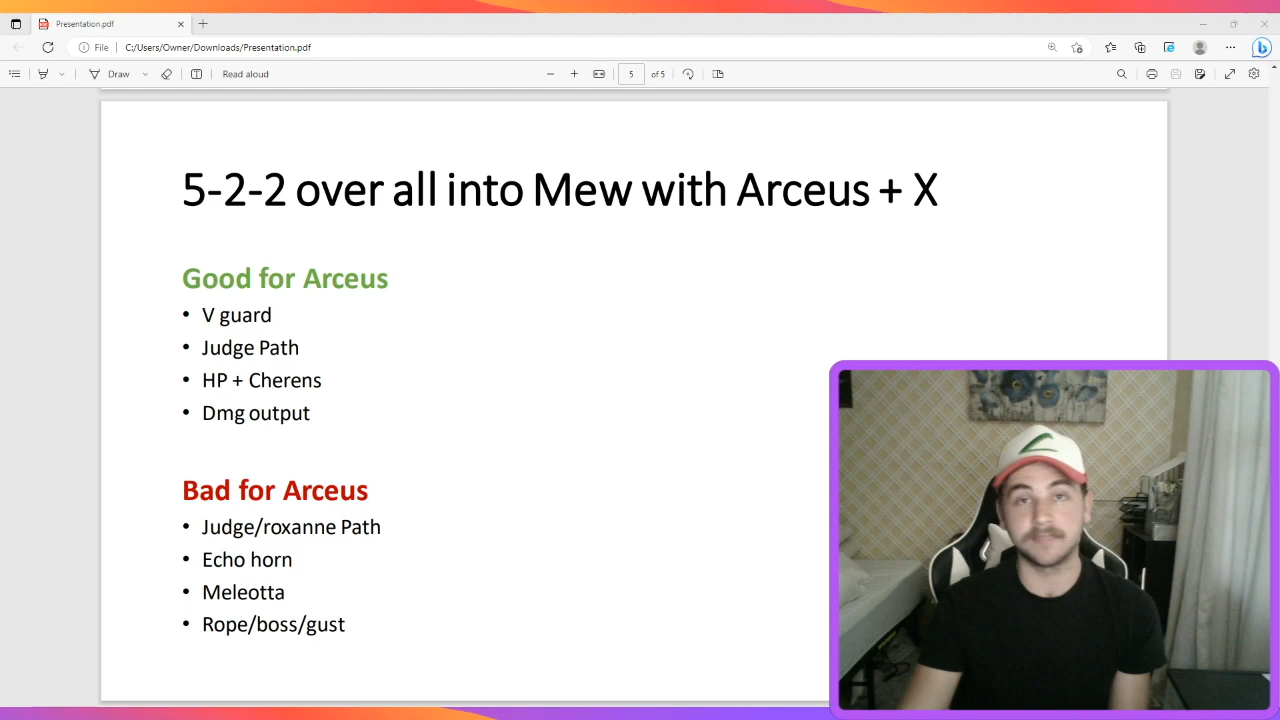 Presentation.pdf
File C:/Users/Owner/Downloads/Presentation.pdf
Draw Read aloud 5 of 5
5-2-2 over all into Mew with Arceus + X
Good for Arceus
• V guard
• Judge Path
• HP + Cherens
• Dmg output
Bad for Arceus
• Judge/roxanne Path
• Echo horn
• Meleotta
• Rope/boss/gust